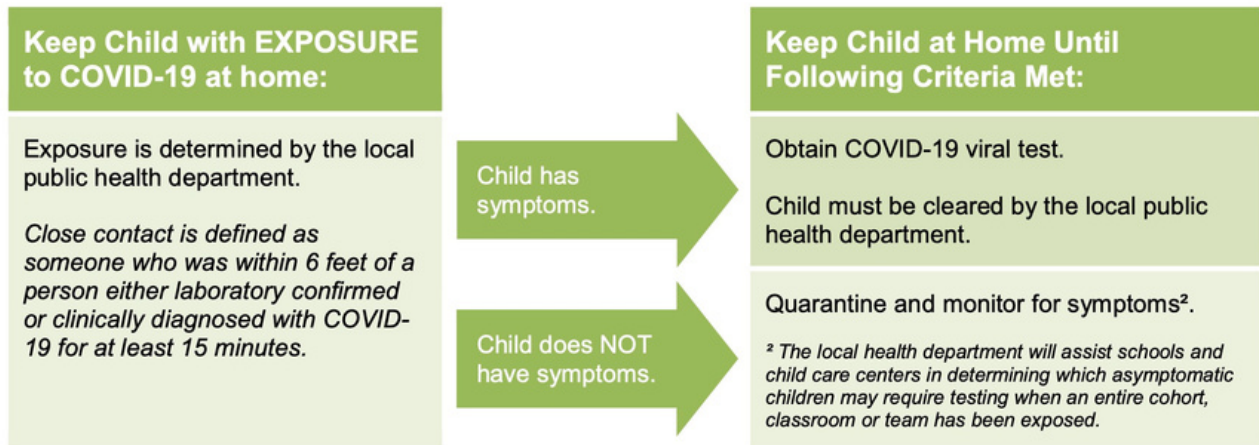 Keep Child with EXPOSURE
to COVID-19 at home:
Exposure is determined by the local
public health department.
Close contact is defined as
someone who was within 6 feet of a
person either laboratory confirmed
or clinically diagnosed with COVID-
19 for at least 15 minutes.
Child has
symptoms.
Child does NOT
have symptoms.
Keep Child at Home Until
Following Criteria Met:
Obtain COVID-19 viral test.
Child must be cleared by the local public
health department.
Quarantine and monitor for symptoms².
² The local health department will assist schools and
child care centers in determining which asymptomatic
children may require testing when an entire cohort,
classroom or team has been exposed.